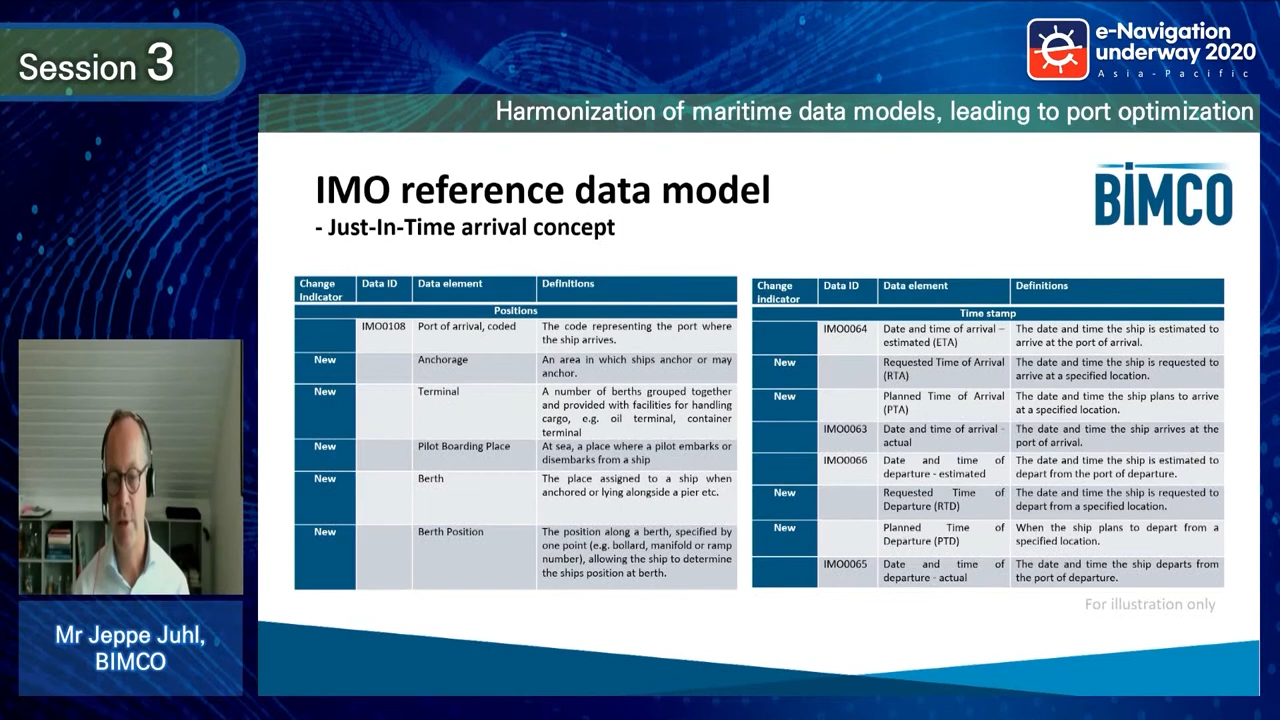 Session 3
e-Navigation
underway 2020
Asia-Pacific
Harmonization of maritime data models, leading to port optimization
IMO reference data model
- Just-In-Time arrival concept
BIMCO
Change indicator Data ID Data element Definitions
Positions
IMO0108 Port of arrival, coded The code representing the port where the ship arrives.
New Anchorage An area in which ships anchor or may anchor.
New Terminal A number of berths grouped together and provided with facilities for handling cargo, e.g. oil terminal, container terminal
New Pilot Boarding Place At sea, a place where a pilot embarks or disembarks from a ship
New Berth The place assigned to a ship when anchored or lying alongside a pier etc.
New Berth Position The position along a berth, specified by one point (e.g. bollard, manifold or ramp number), allowing the ship to determine the ships position at berth.
Change indicator Data ID Data element Definitions
Time stamp
IMO0064 Date and time of arrival – estimated (ETA) The date and time the ship is estimated to arrive at the port of arrival.
New Requested Time of Arrival (RTA) The date and time the ship is requested to arrive at a specified location.
New Planned Time of Arrival (PTA) The date and time the ship plans to arrive at a specified location.
IMO0063 Date and time of arrival - actual The date and time the ship arrives at the port of arrival.
IMO0066 Date and time of departure - estimated The date and time the ship is estimated to depart from the port of departure.
New Requested Time of Departure (RTD) The date and time the ship is requested to depart from a specified location.
New Planned Time of Departure (PTD) When the ship plans to depart from a specified location.
IMO0065 Date and time of departure - actual The date and time the ship departs from the port of departure.
For illustration only
Mr Jeppe Juhl,
BIMCO